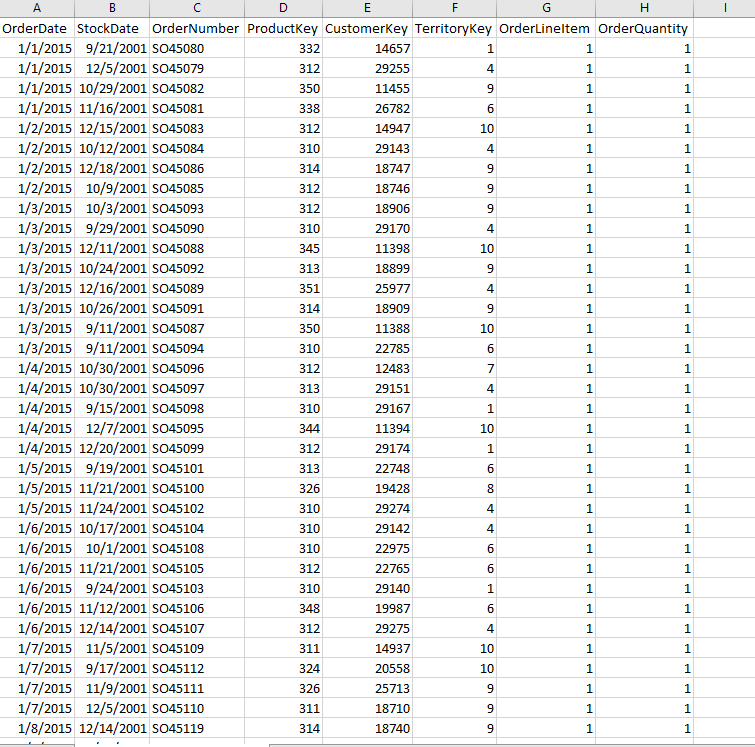 A B C D E F G H I
OrderDate StockDate OrderNumber ProductKey CustomerKey TerritoryKey OrderLineItem OrderQuantity
1/1/2015 9/21/2001 SO45080 332 14657 1 1 1
1/1/2015 12/5/2001 SO45079 312 29255 4 1 1
1/1/2015 10/29/2001 SO45082 350 11455 9 1 1
1/1/2015 11/16/2001 SO45081 338 26782 6 1 1
1/2/2015 12/15/2001 SO45083 312 14947 10 1 1
1/2/2015 10/12/2001 SO45084 310 29143 4 1 1
1/2/2015 12/18/2001 SO45086 314 18747 9 1 1
1/2/2015 10/9/2001 SO45085 312 18746 9 1 1
1/3/2015 10/3/2001 SO45093 312 18906 9 1 1
1/3/2015 9/29/2001 SO45090 310 29170 4 1 1
1/3/2015 12/11/2001 SO45088 345 11398 10 1 1
1/3/2015 10/24/2001 SO45092 313 18899 9 1 1
1/3/2015 12/16/2001 SO45089 351 25977 4 1 1
1/3/2015 10/26/2001 SO45091 314 18909 9 1 1
1/3/2015 9/11/2001 SO45087 350 11388 10 1 1
1/3/2015 9/11/2001 SO45094 310 22785 6 1 1
1/4/2015 10/30/2001 SO45096 312 12483 7 1 1
1/4/2015 10/30/2001 SO45097 313 29151 4 1 1
1/4/2015 9/15/2001 SO45098 310 29167 1 1 1
1/4/2015 12/7/2001 SO45095 344 11394 10 1 1
1/4/2015 12/20/2001 SO45099 312 29174 1 1 1
1/5/2015 9/19/2001 SO45101 313 22748 6 1 1
1/5/2015 11/21/2001 SO45100 326 19428 8 1 1
1/5/2015 11/24/2001 SO45102 310 29274 4 1 1
1/6/2015 10/17/2001 SO45104 310 29142 4 1 1
1/6/2015 10/1/2001 SO45108 310 22975 6 1 1
1/6/2015 11/21/2001 SO45105 312 22765 6 1 1
1/6/2015 9/24/2001 SO45103 310 29140 1 1 1
1/6/2015 11/12/2001 SO45106 348 19987 6 1 1
1/6/2015 12/14/2001 SO45107 312 29275 4 1 1
1/7/2015 11/5/2001 SO45109 311 14937 10 1 1
1/7/2015 9/17/2001 SO45112 324 20558 10 1 1
1/7/2015 11/9/2001 SO45111 326 25713 9 1 1
1/7/2015 12/5/2001 SO45110 311 18710 9 1 1
1/8/2015 12/14/2001 SO45119 314 18740 9 1 1